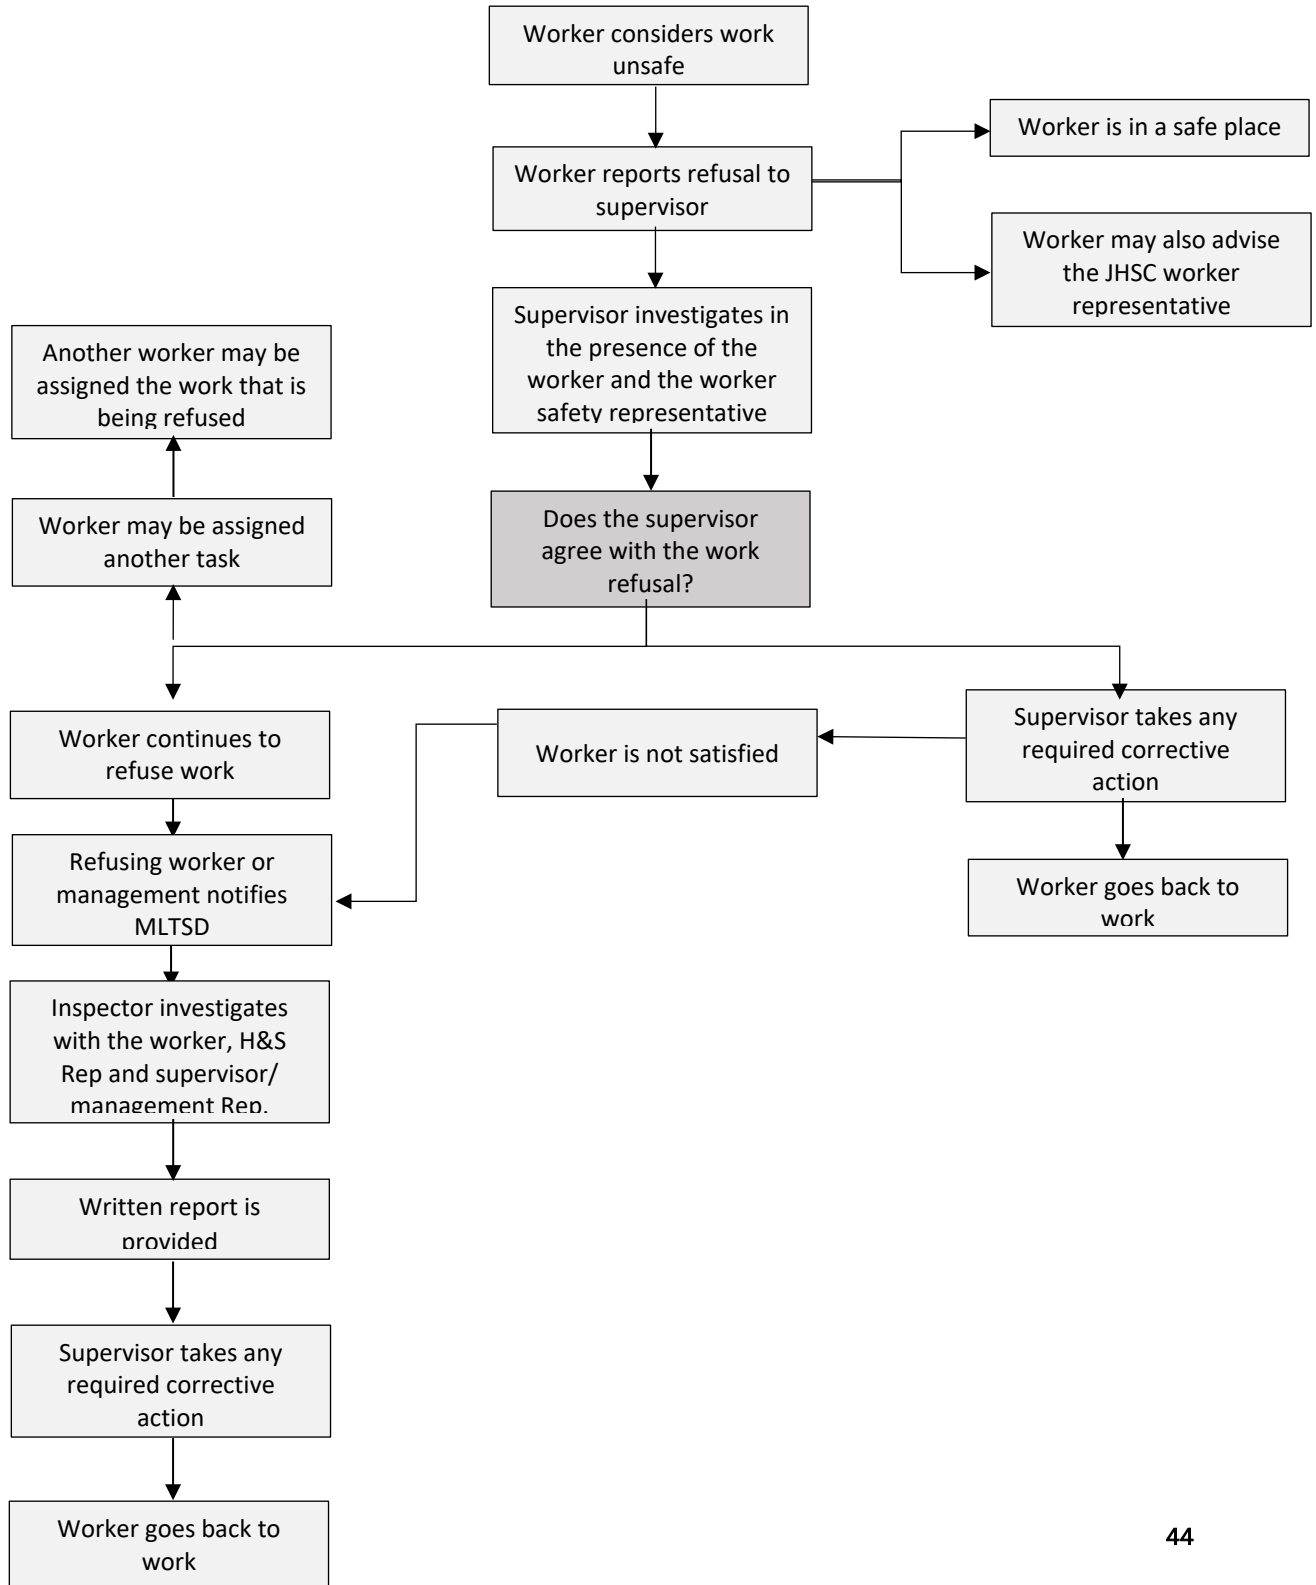 Worker considers work
unsafe
Worker is in a safe place
Worker reports refusal to
supervisor
Worker may also advise
the JHSC worker
representative
Supervisor investigates in
the presence of the
worker and the worker
safety representative
Another worker may be
assigned the work that is
being refused
Worker may be assigned
another task
Does the supervisor
agree with the work
refusal?
Worker continues to
refuse work
Worker is not satisfied
Supervisor takes any
required corrective
action
Refusing worker or
management notifies
MLTSD
Worker goes back to
work
Inspector investigates
with the worker, H&S
Rep and supervisor/
management Rep.
Written report is
provided
Supervisor takes any
required corrective
action
Worker goes back to
work
44